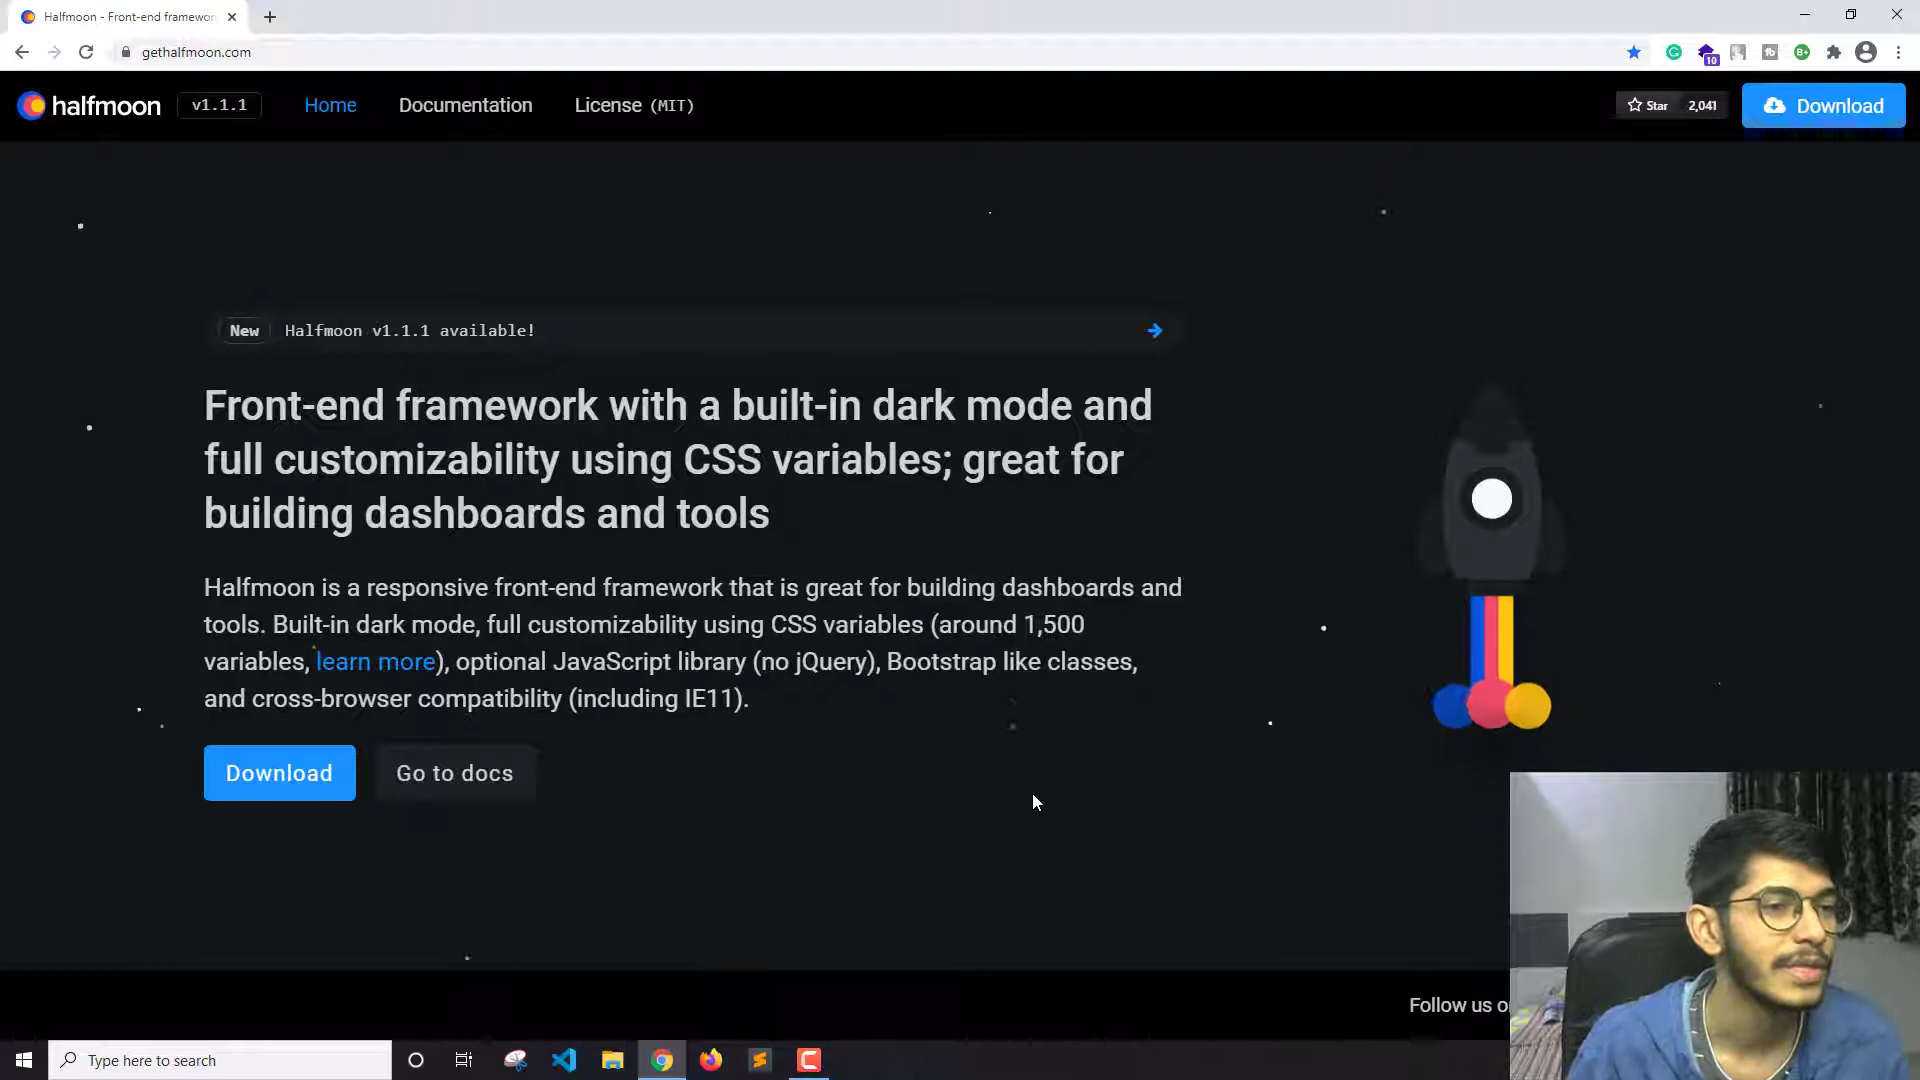 Halfmoon - Front-end framewor
gethalfmoon.com
10
halfmoon
v1.1.1
Home
Documentation
License (MIT)
Star 2,041
Download
New Halfmoon v1.1.1 available!
Front-end framework with a built-in dark mode and
full customizability using CSS variables; great for
building dashboards and tools
Halfmoon is a responsive front-end framework that is great for building dashboards and
tools. Built-in dark mode, full customizability using CSS variables (around 1,500
variables, learn more), optional JavaScript library (no jQuery), Bootstrap like classes,
and cross-browser compatibility (including IE11).
Download
Go to docs
Follow us o
Type here to search